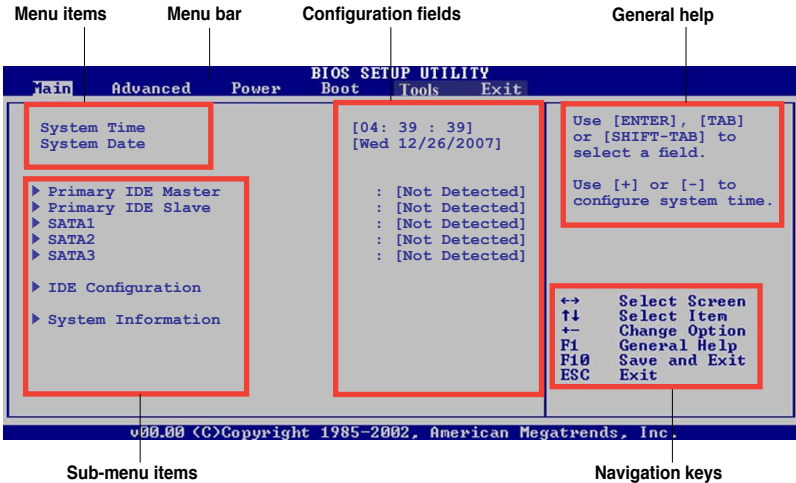 Menu items Menu bar Configuration fields General help
BIOS SETUP UTILITY
Main Advanced Power Boot Tools Exit
System Time [04: 39 : 39]
System Date [Wed 12/26/2007]
Primary IDE Master : [Not Detected]
Primary IDE Slave : [Not Detected]
SATA1 : [Not Detected]
SATA2 : [Not Detected]
SATA3 : [Not Detected]
IDE Configuration
System Information
Use [ENTER], [TAB]
or [SHIFT-TAB] to
select a field.
Use [+] or [-] to
configure system time.
←→ Select Screen
↑↓ Select Item
+- Change Option
F1 General Help
F10 Save and Exit
ESC Exit
v00.00 (C)Copyright 1985-2002, American Megatrends, Inc.
Sub-menu items Navigation keys